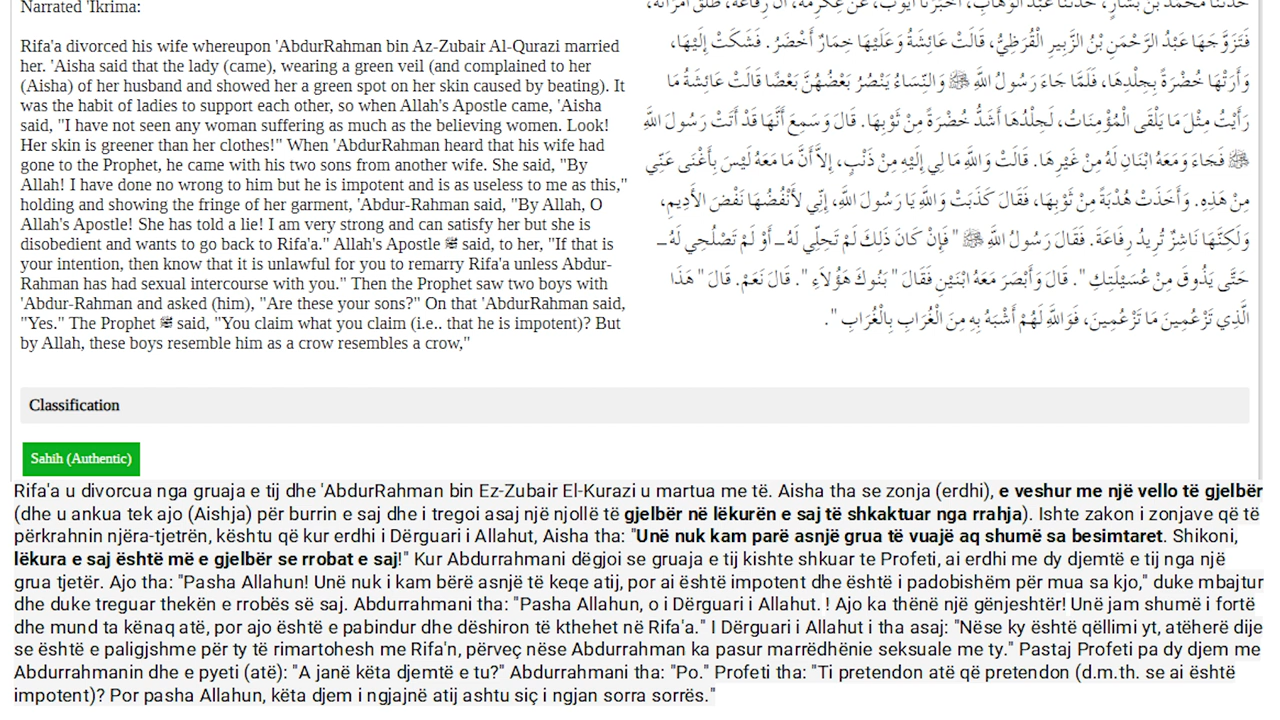 Narrated 'Ikrima:
Rifa'a divorced his wife whereupon 'AbdurRahman bin Az-Zubair Al-Qurazi married
her. 'Aisha said that the lady (came), wearing a green veil (and complained to her
(Aisha) of her husband and showed her a green spot on her skin caused by beating). It
was the habit of ladies to support each other, so when Allah's Apostle came, 'Aisha
said, "I have not seen any woman suffering as much as the believing women. Look!
Her skin is greener than her clothes!" When 'AbdurRahman heard that his wife had
gone to the Prophet, he came with his two sons from another wife. She said, "By
Allah! I have done no wrong to him but he is impotent and is as useless to me as this,"
holding and showing the fringe of her garment, 'Abdur-Rahman said, "By Allah, O
Allah's Apostle! She has told a lie! I am very strong and can satisfy her but she is
disobedient and wants to go back to Rifa'a." Allah's Apostle ﷺ said, to her, "If that is
your intention, then know that it is unlawful for you to remarry Rifa'a unless Abdur-
Rahman has had sexual intercourse with you." Then the Prophet saw two boys with
'Abdur-Rahman and asked (him), "Are these your sons?" On that 'AbdurRahman said,
"Yes." The Prophet ﷺ said, "You claim what you claim (i.e.. that he is impotent)? But
by Allah, these boys resemble him as a crow resembles a crow,"
حَدَّثَنَا مُحَمَّدُ بْنُ بَشَّارٍ، حَدَّثَنَا عَبْدُ الْوَهَّابِ، أَخْبَرَنَا أَيُّوبُ، عَنْ عِكْرِمَةَ، أَنَّ رِفَاعَةَ، طَلَّقَ امْرَأَتَهُ،
فَتَزَوَّجَهَا عَبْدُ الرَّحْمَنِ بْنُ الزَّبِيرِ الْقُرَظِيُّ، قَالَتْ عَائِشَةُ وَعَلَيْهَا خِمَارٌ أَخْضَرُ. فَشَكَتْ إِلَيْهَا،
وَأَرَتْهَا خُضْرَةً بِجِلْدِهَا، فَلَمَّا جَاءَ رَسُولُ اللَّهِ ﷺ وَالنِّسَاءُ يَنْصُرُ بَعْضُهُنَّ بَعْضًا قَالَتْ عَائِشَةُ مَا
رَأَيْتُ مِثْلَ مَا يَلْقَى الْمُؤْمِنَاتُ، لَجِلْدُهَا أَشَدُّ خُضْرَةً مِنْ ثَوْبِهَا. قَالَ وَسَمِعَ أَنَّهَا قَدْ أَتَتْ رَسُولَ اللَّهِ
ﷺ فَجَاءَ وَمَعَهُ ابْنَانِ لَهُ مِنْ غَيْرِهَا. قَالَتْ وَاللَّهِ مَا لِي إِلَيْهِ مِنْ ذَنْبٍ، إِلاَّ أَنَّ مَا مَعَهُ لَيْسَ بِأَغْنَى عَنِّي
مِنْ هَذِهِ. وَأَخَذَتْ هُدْبَةً مِنْ ثَوْبِهَا، فَقَالَ كَذَبَتْ وَاللَّهِ يَا رَسُولَ اللَّهِ، إِنِّي لأَنْفُضُهَا نَفْضَ الأَدِيمِ،
وَلَكِنَّهَا نَاشِزٌ تُرِيدُ رِفَاعَةَ. فَقَالَ رَسُولُ اللَّهِ ﷺ " فَإِنْ كَانَ ذَلِكَ لَمْ تَحِلِّي لَهُ ـ أَوْ لَمْ تَصْلُحِي لَهُ ـ
حَتَّى يَذُوقَ مِنْ عُسَيْلَتِكِ ". قَالَ وَأَبْصَرَ مَعَهُ ابْنَيْنِ فَقَالَ " بَنُوكَ هَؤُلاَءِ ". قَالَ نَعَمْ. قَالَ " هَذَا
الَّذِي تَزْعُمِينَ مَا تَزْعُمِينَ، فَوَاللَّهِ لَهُمْ أَشْبَهُ بِهِ مِنَ الْغُرَابِ بِالْغُرَابِ ".
Classification
Sahih (Authentic)
Rifa'a u divorcua nga gruaja e tij dhe 'AbdurRahman bin Ez-Zubair El-Kurazi u martua me të. Aisha tha se zonja (erdhi), e veshur me një vello të gjelbër
(dhe u ankua tek ajo (Aishja) për burrin e saj dhe i tregoi asaj një njollë të gjelbër në lëkurën e saj të shkaktuar nga rrahja). Ishte zakon i zonjave që të
përkrahnin njëra-tjetrën, kështu që kur erdhi i Dërguari i Allahut, Aisha tha: "Unë nuk kam parë asnjë grua të vuajë aq shumë sa besimtaret. Shikoni,
lëkura e saj është më e gjelbër se rrobat e saj!" Kur Abdurrahmani dëgjoi se gruaja e tij kishte shkuar te Profeti, ai erdhi me dy djemtë e tij nga një
grua tjetër. Ajo tha: "Pasha Allahun! Unë nuk i kam bërë asnjë të keqe atij, por ai është impotent dhe është i padobishëm për mua sa kjo," duke mbajtur
dhe duke treguar thekën e rrobës së saj. Abdurrahmani tha: "Pasha Allahun, o i Dërguari i Allahut. ! Ajo ka thënë një gënjeshtër! Unë jam shumë i fortë
dhe mund ta kënaq atë, por ajo është e pabindur dhe dëshiron të kthehet në Rifa'a." I Dërguari i Allahut i tha asaj: "Nëse ky është qëllimi yt, atëherë dije
se është e paligjshme për ty të rimartohesh me Rifa'n, përveç nëse Abdurrahman ka pasur marrëdhënie seksuale me ty." Pastaj Profeti pa dy djem me
Abdurrahmanin dhe e pyeti (atë): "A janë këta djemtë e tu?" Abdurrahmani tha: "Po." Profeti tha: "Ti pretendon atë që pretendon (d.m.th. se ai është
impotent)? Por pasha Allahun, këta djem i ngjajnë atij ashtu siç i ngjan sorra sorrës."